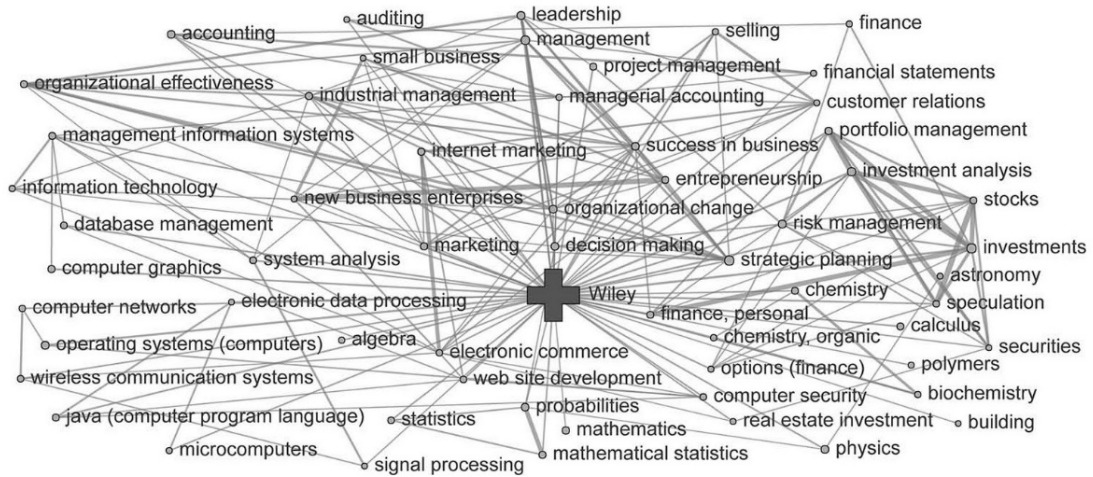 auditing
leadership
finance
accounting
management
selling
small business
project management
financial statements
organizational effectiveness
industrial management
managerial accounting
customer relations
management information systems
portfolio management
internet marketing
success in business
investment analysis
information technology
entrepreneurship
new business enterprises
stocks
organizational change
database management
risk management
marketing
decision making
investments
computer graphics
system analysis
strategic planning
astronomy
Wiley
chemistry
computer networks
electronic data processing
speculation
finance, personal
calculus
operating systems (computers)
algebra
chemistry, organic
electronic commerce
securities
options (finance)
polymers
wireless communication systems
web site development
computer security
biochemistry
java (computer program language)
statistics
probabilities
real estate investment
building
mathematics
microcomputers
signal processing
mathematical statistics
physics